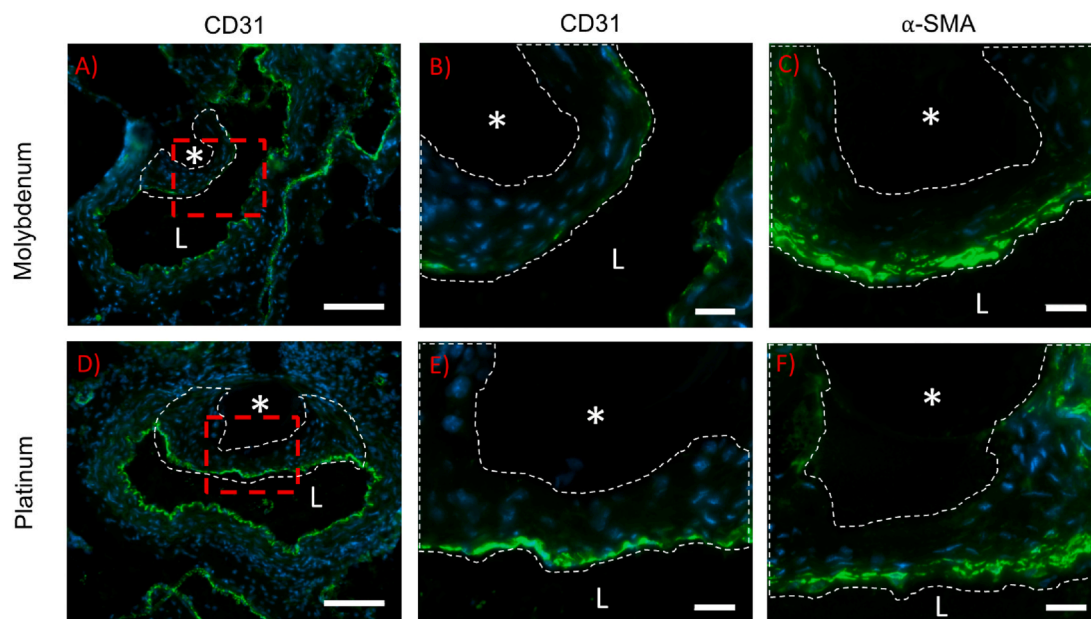 CD31 CD31 α-SMA
Molybdenum
A) B) C)
*
*
*
L
L
L
Platinum
D) E) F)
*
*
*
L
L
L